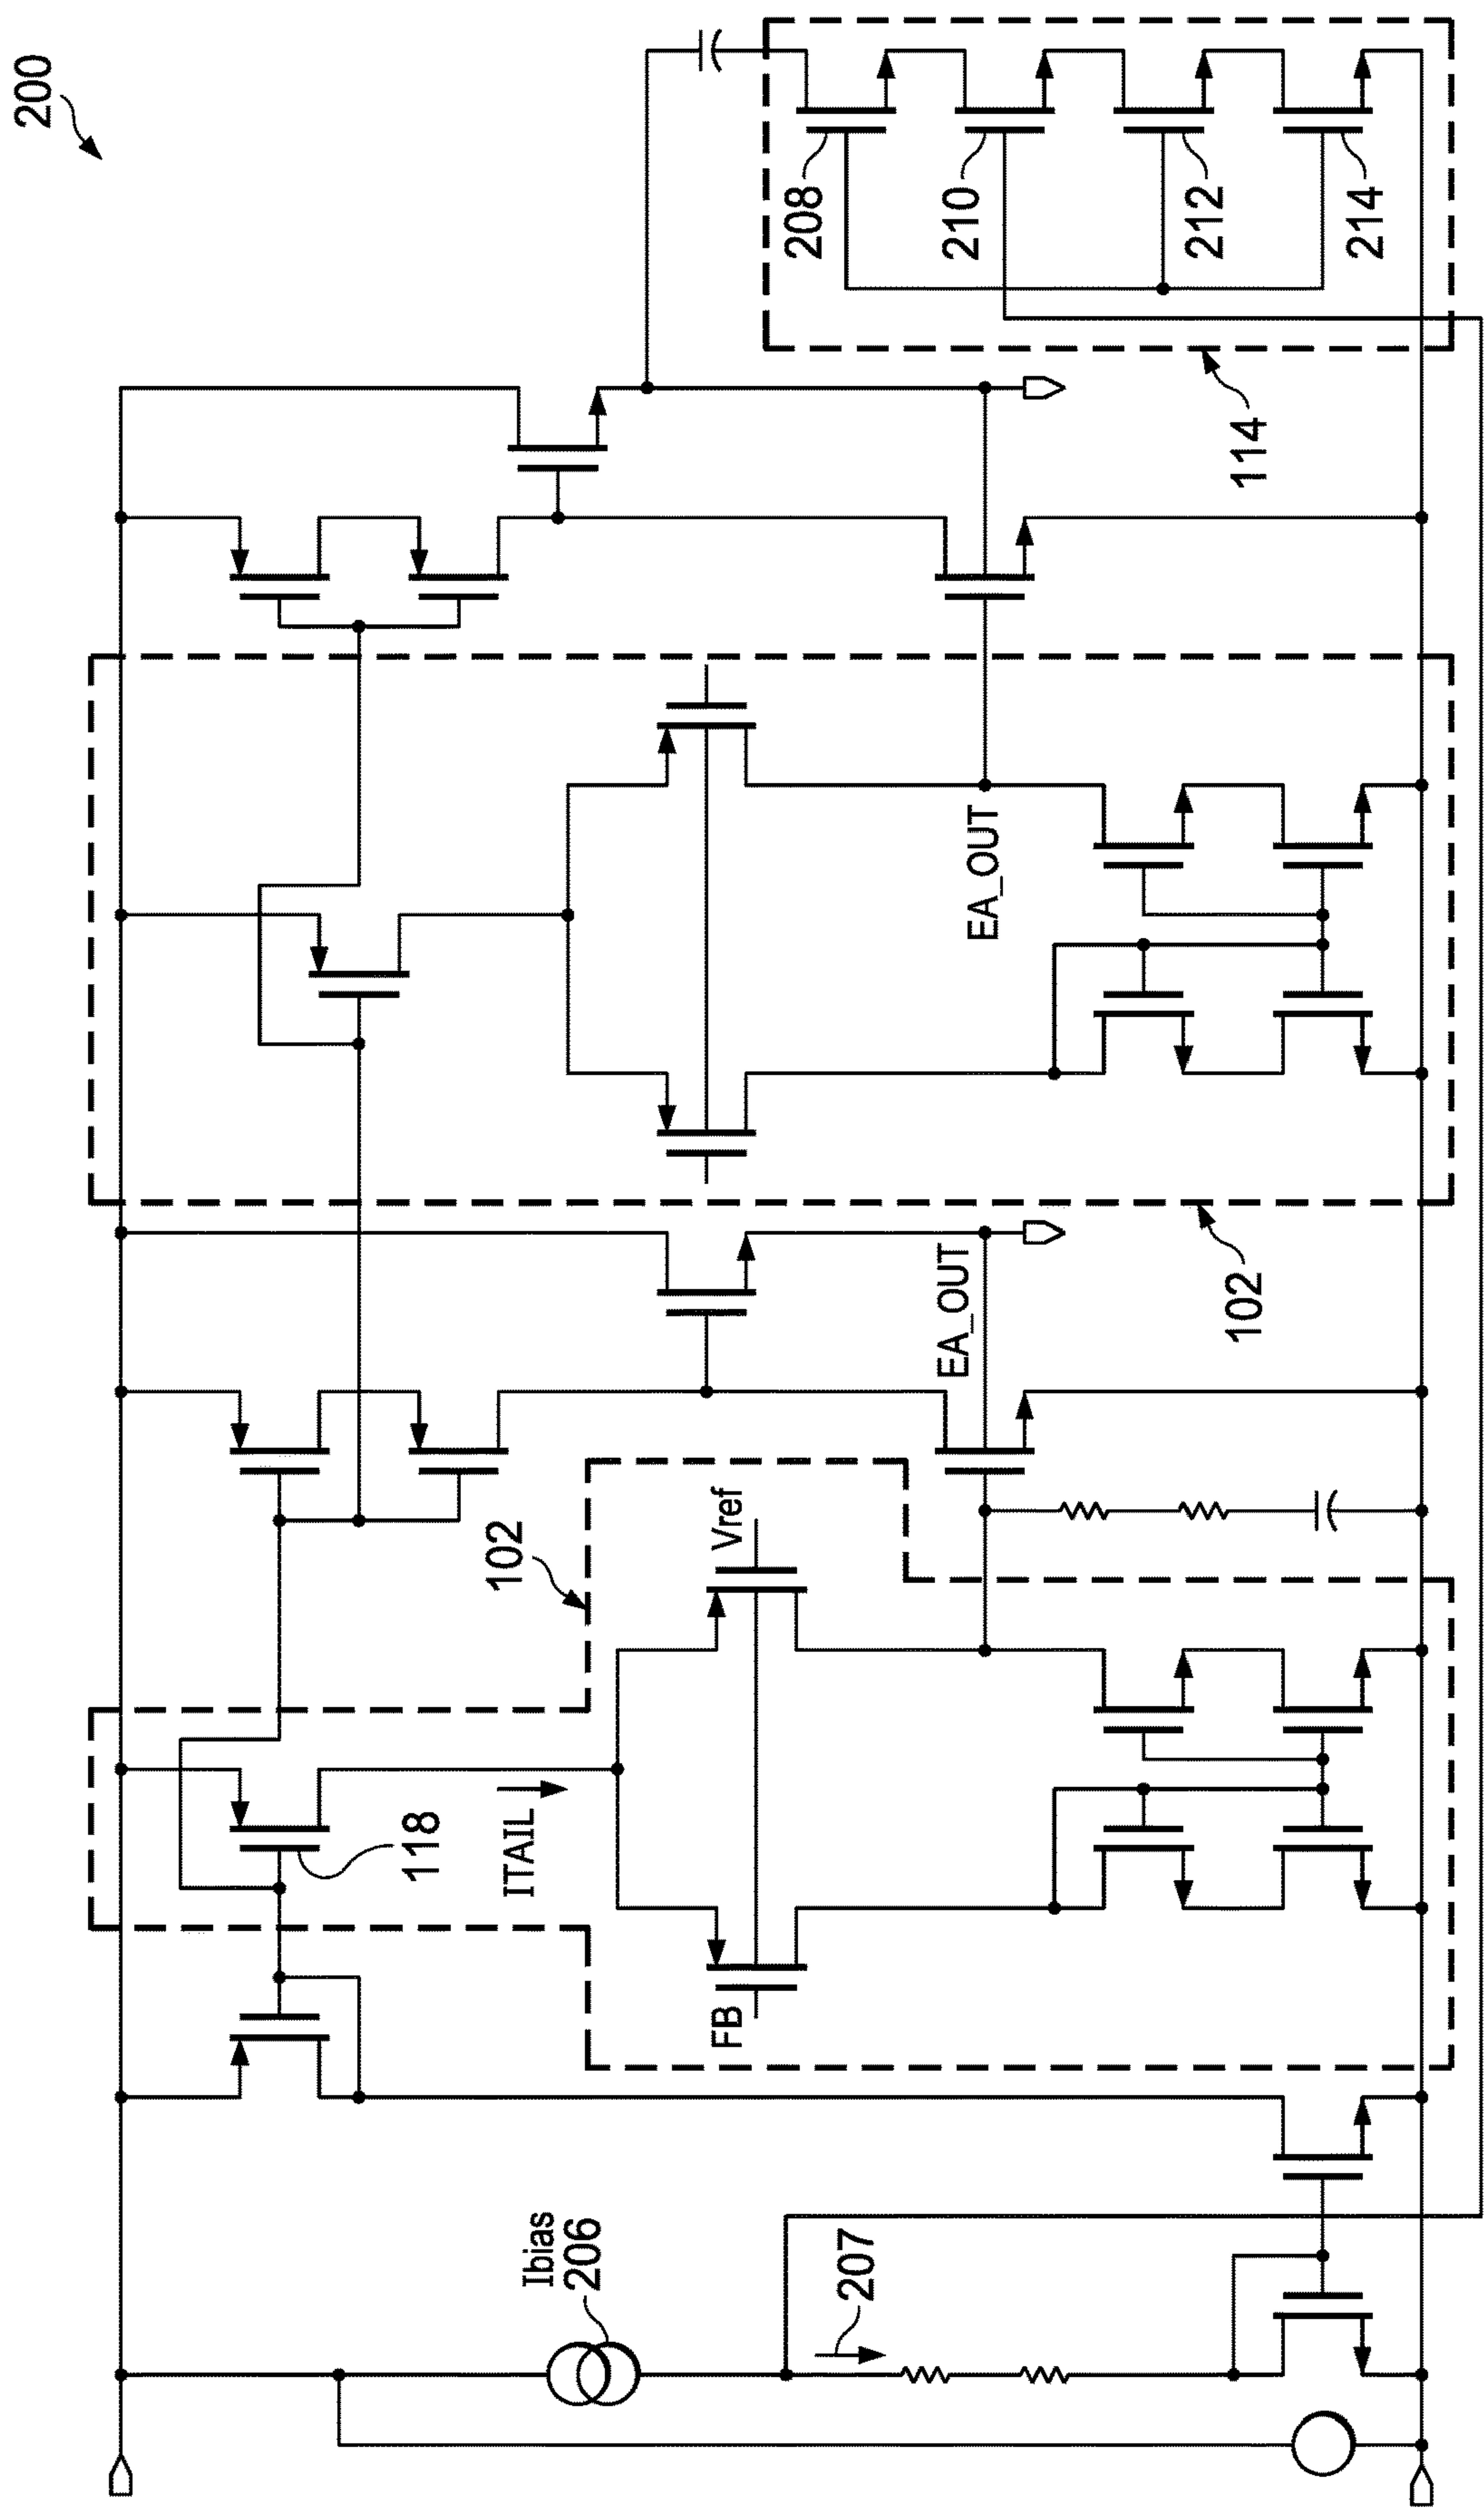 200
Ibias
206
207
118
ITAIL
FB
Vref
102
EA_OUT
102
EA_OUT
114
208
210
212
214